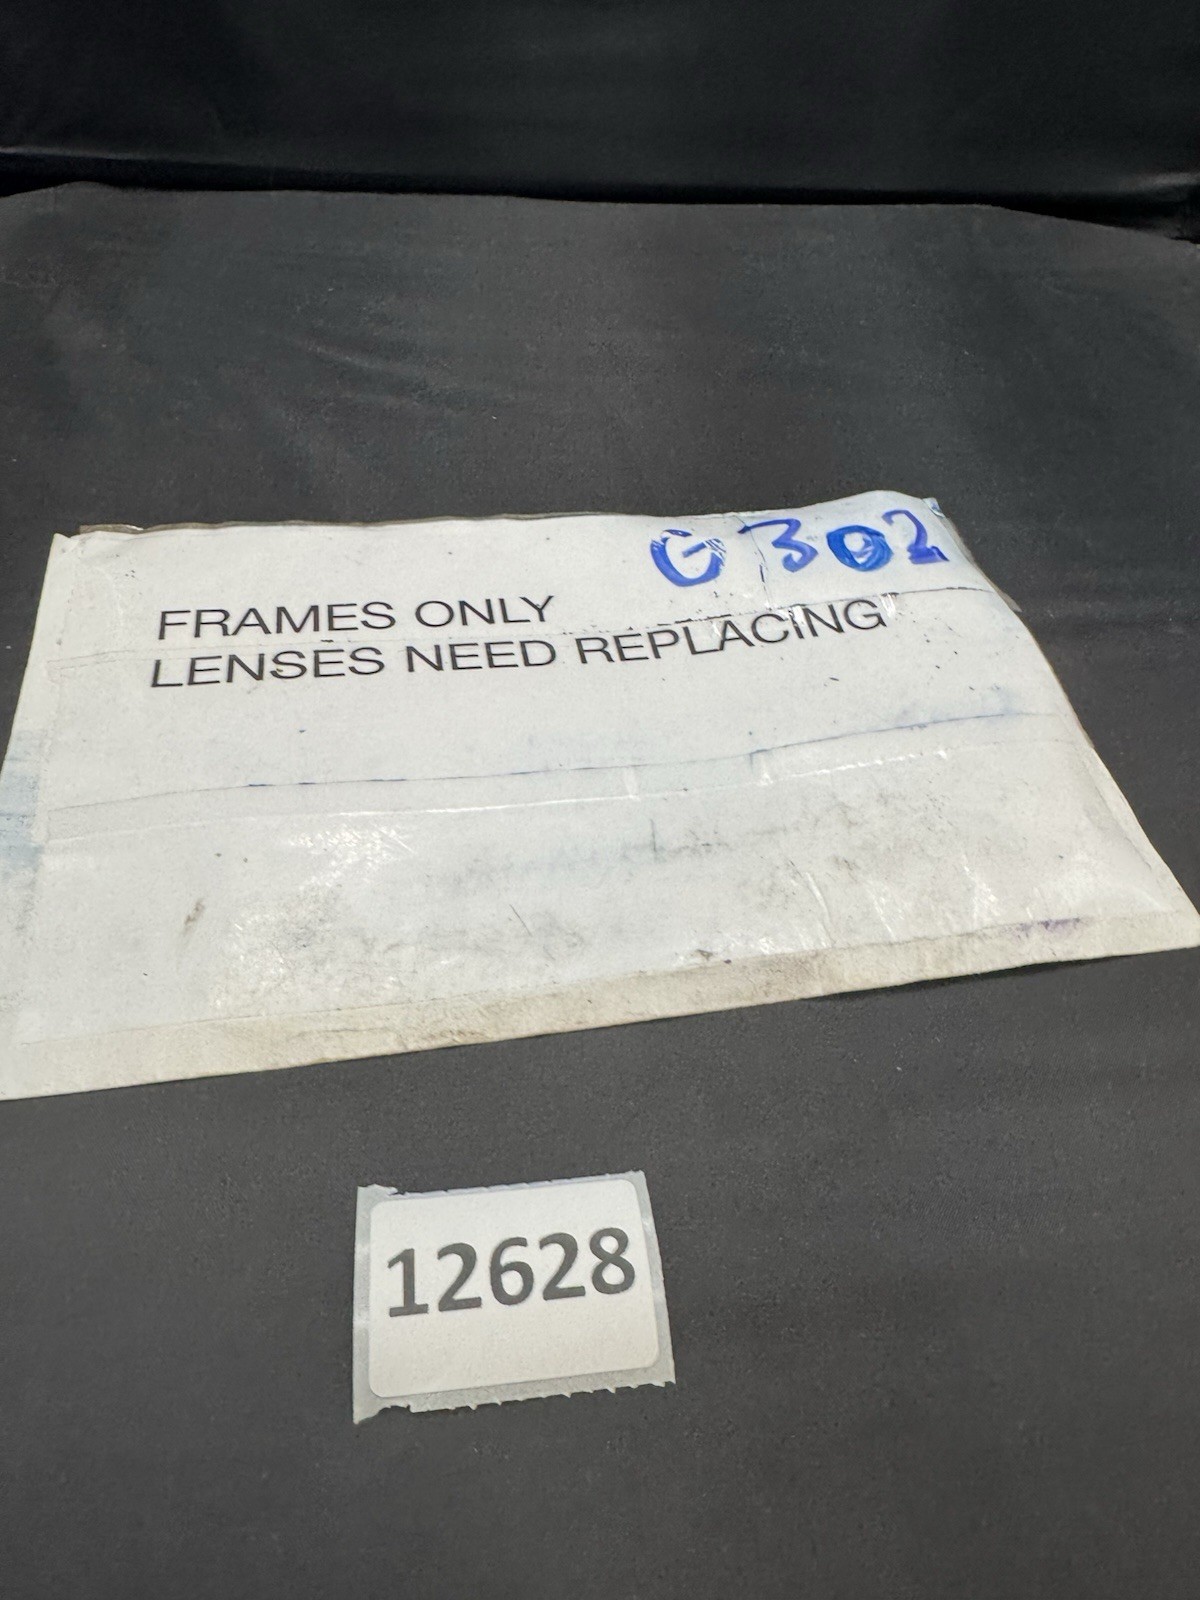 G302
FRAMES ONLY
LENSES NEED REPLACING
12628